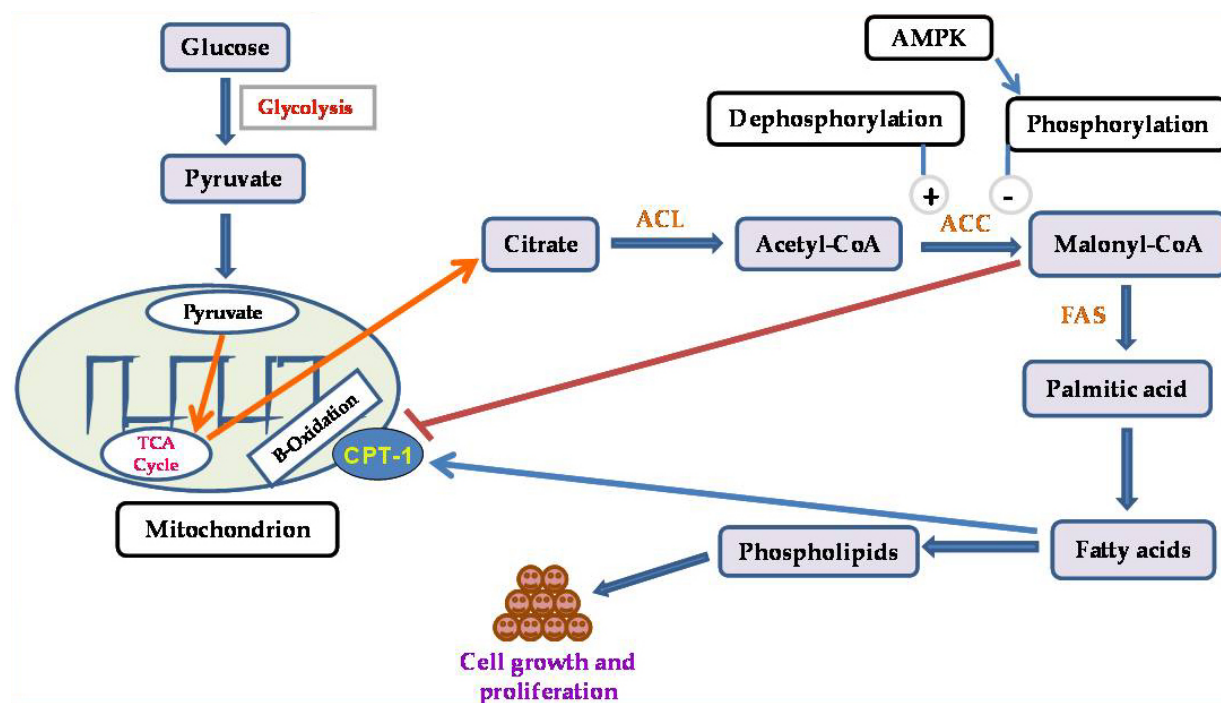 Glucose
Glycolysis
Pyruvate
AMPK
Dephosphorylation
Phosphorylation
+
-
Citrate
ACL
Acetyl-CoA
ACC
Malonyl-CoA
FAS
Palmitic acid
Fatty acids
Phospholipids
Cell growth and
proliferation
Pyruvate
TCA
Cycle
B-Oxidation
CPT-1
Mitochondrion